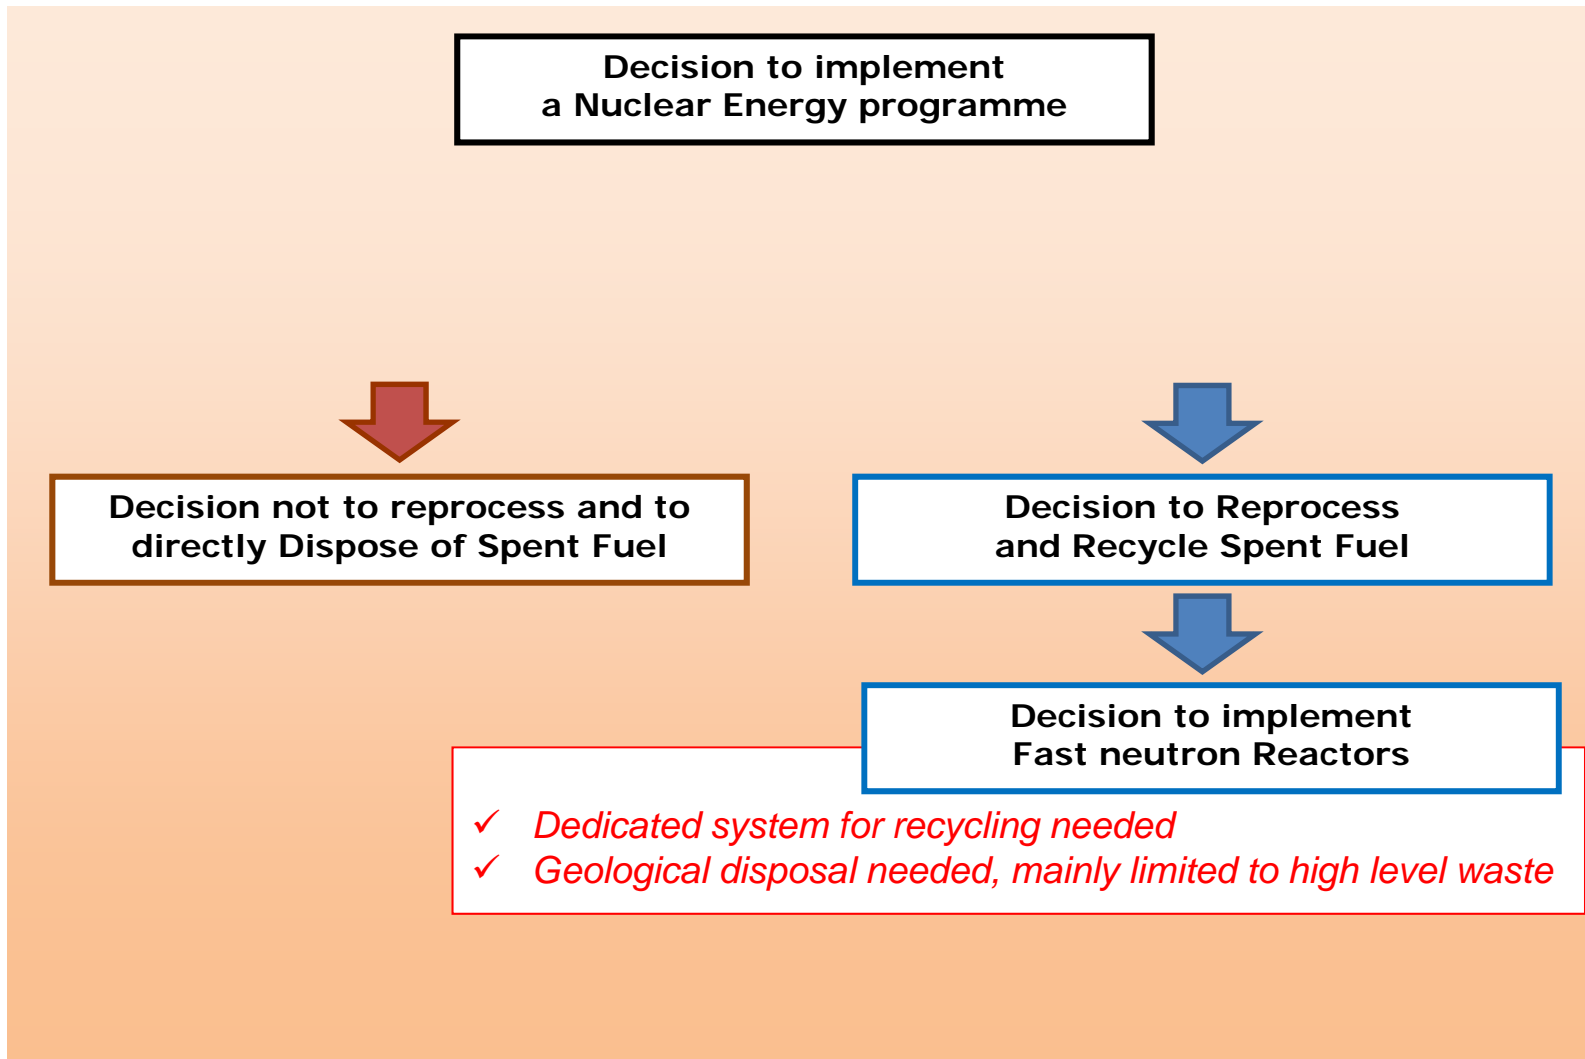 Decision to implement
a Nuclear Energy programme
Decision not to reprocess and to
directly Dispose of Spent Fuel
Decision to Reprocess
and Recycle Spent Fuel
Decision to implement
Fast neutron Reactors
✓ Dedicated system for recycling needed
✓ Geological disposal needed, mainly limited to high level waste